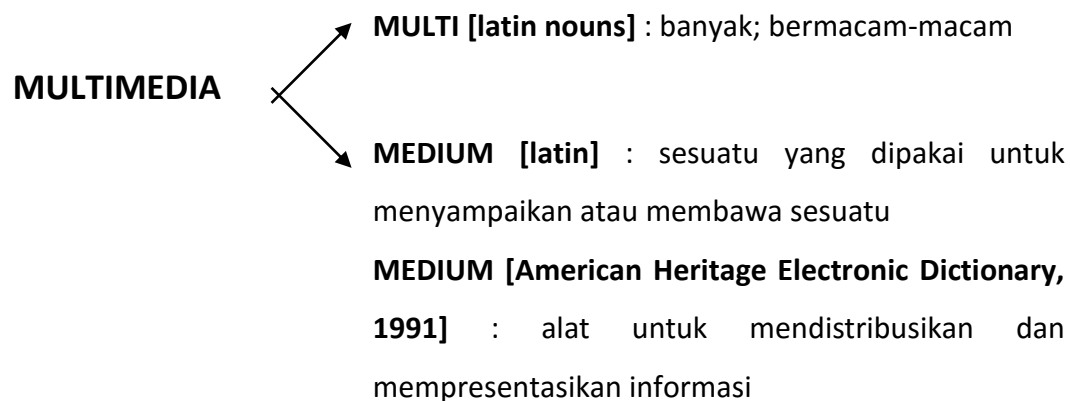 MULTI [latin nouns] : banyak; bermacam-macam
MULTIMEDIA
MEDIUM [latin] : sesuatu yang dipakai untuk
menyampaikan atau membawa sesuatu
MEDIUM [American Heritage Electronic Dictionary,
1991] : alat untuk mendistribusikan dan
mempresentasikan informasi